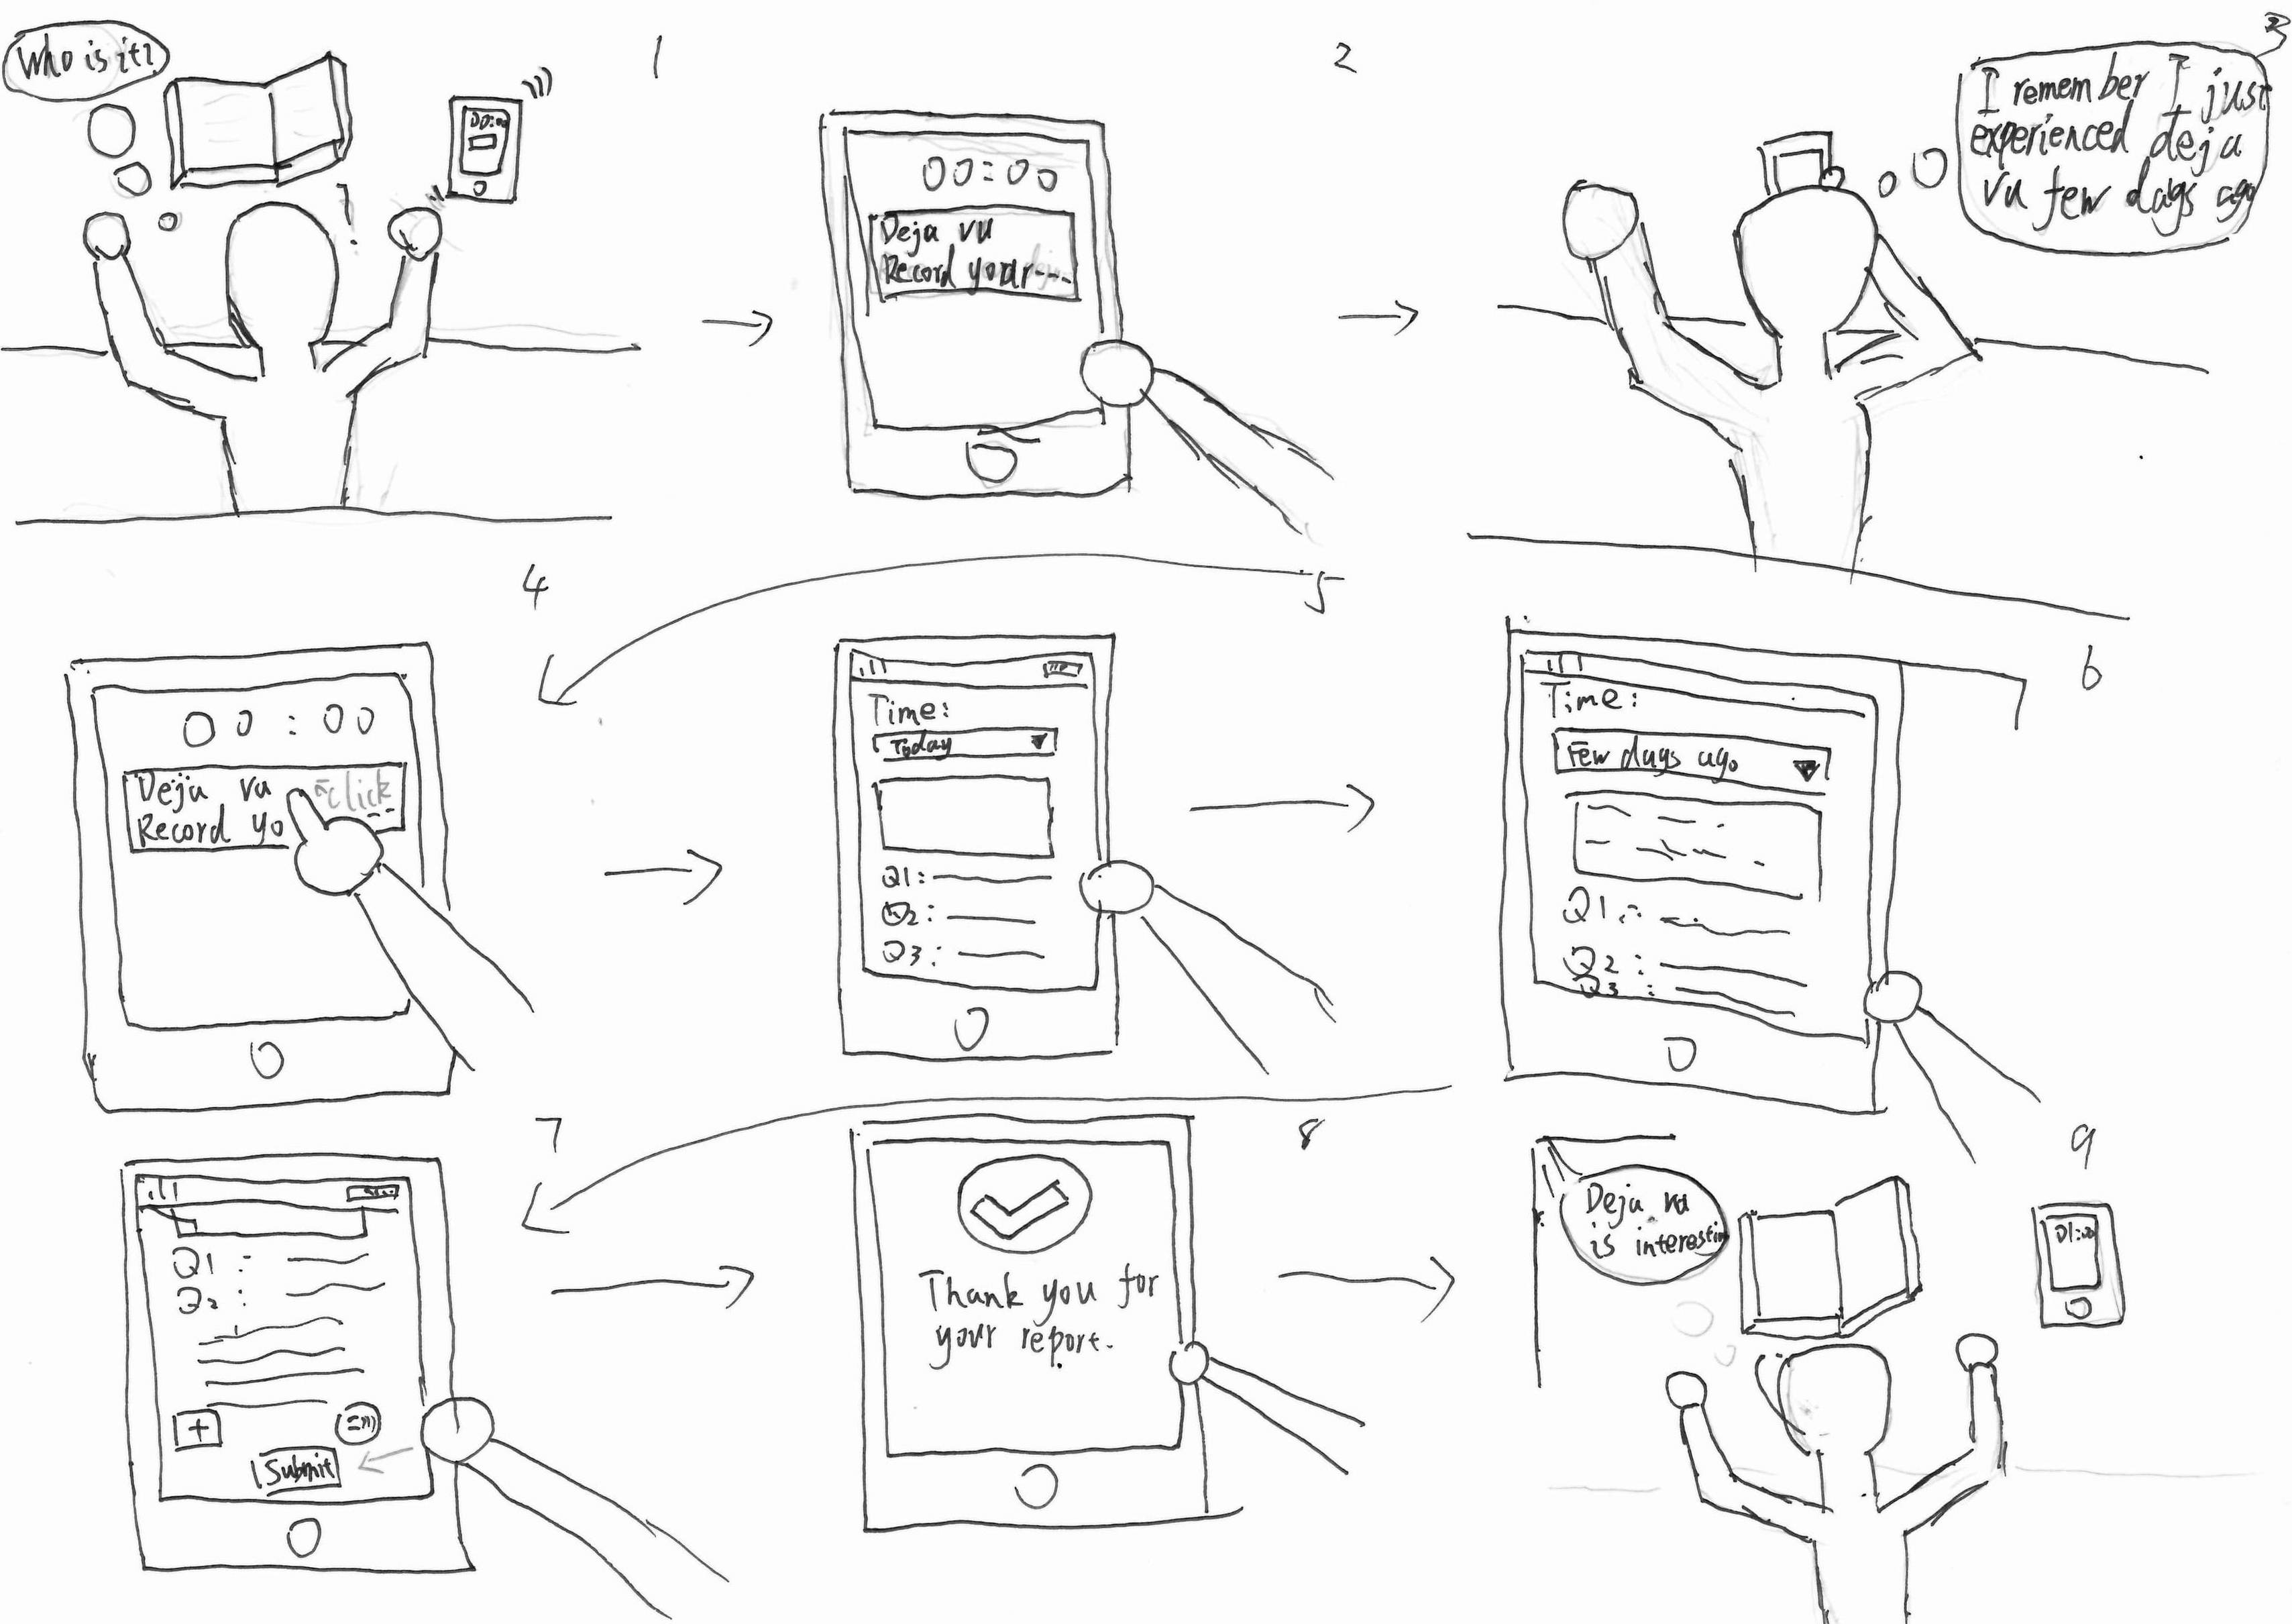 1
Who is it?
00:00
2
00:00
Deja vu
Record your---
3
I remember I just
experienced deja
vu few days ago
4
00:00
Deja vu click
Record yo
5
Time:
Today
Q1:
Q2:
Q3:
6
Time:
Few days ago
Q1:
Q2:
Q3:
7
Q1:
Q2:
+
Submit
8
Thank you for
your report.
9
Deja vu
is interestin
01:00